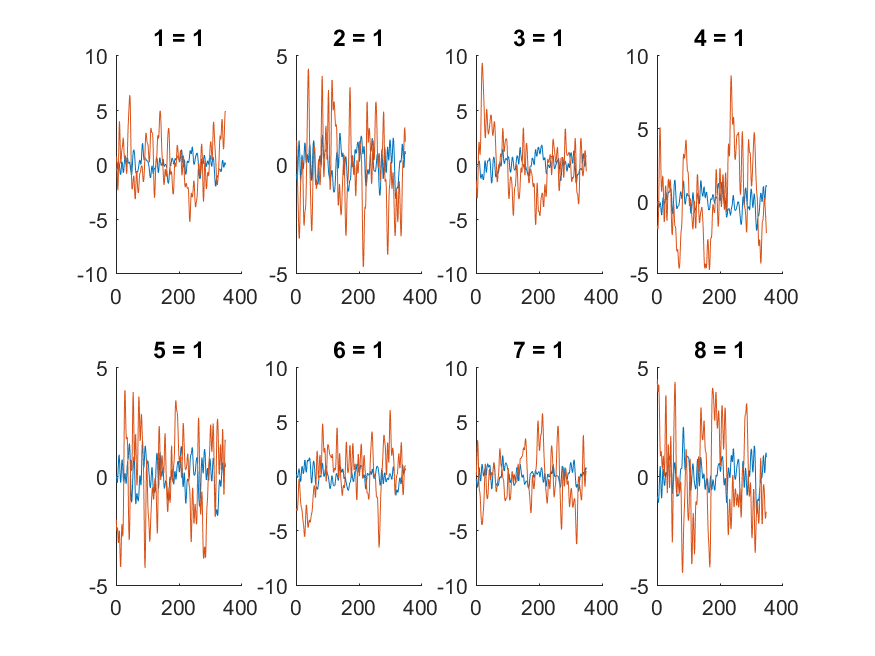 1 = 1 2 = 1 3 = 1 4 = 1
10 5 10 10
5 5 5
0 0 0 0
-5 -5
-10 -5 -10 -5
0 200 400 0 200 400 0 200 400 0 200 400
5 = 1 6 = 1 7 = 1 8 = 1
5 10 10 5
5 5
0 0 0 0
-5 -5
-5 -10 -10 -5
0 200 400 0 200 400 0 200 400 0 200 400